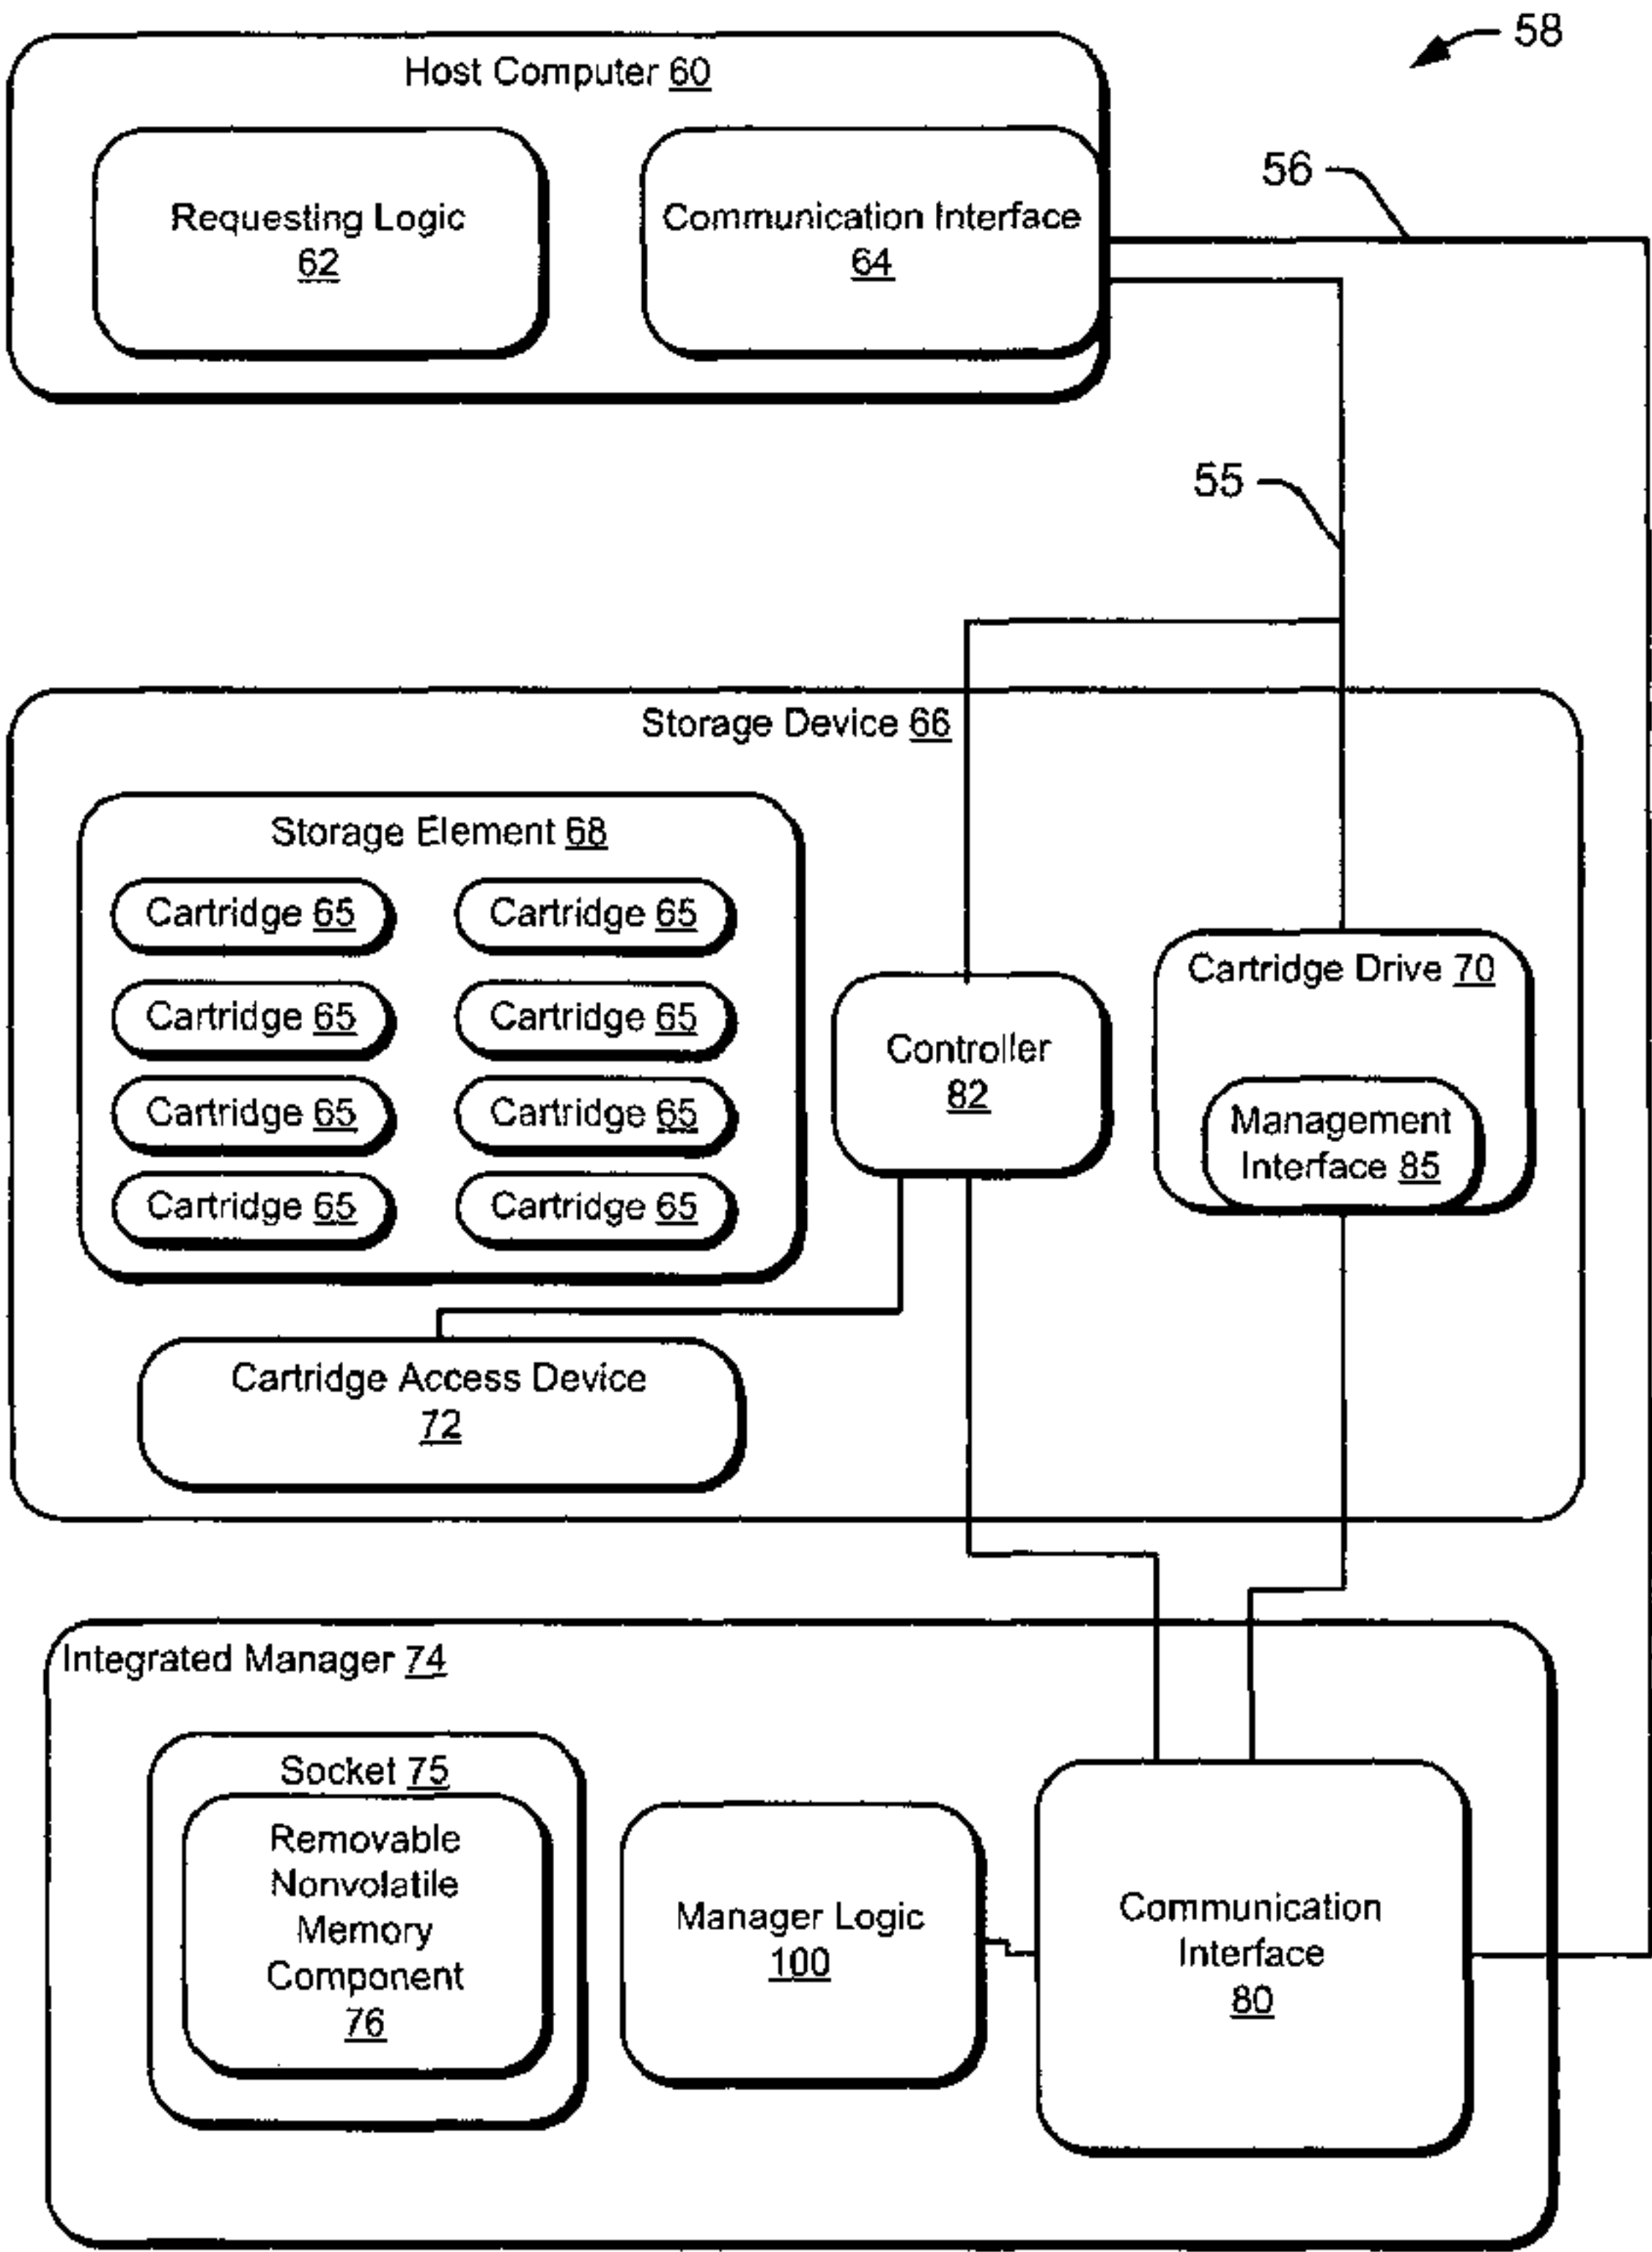 58
Host Computer 60
56
Requesting Logic
62
Communication Interface
64
55
Storage Device 66
Storage Element 68
Cartridge 65
Cartridge 65
Cartridge 65
Cartridge 65
Cartridge 65
Cartridge 65
Cartridge 65
Cartridge 65
Controller
82
Cartridge Drive 70
Management
Interface 85
Cartridge Access Device
72
Integrated Manager 74
Socket 75
Removable
Nonvolatile
Memory
Component
76
Manager Logic
100
Communication
Interface
80